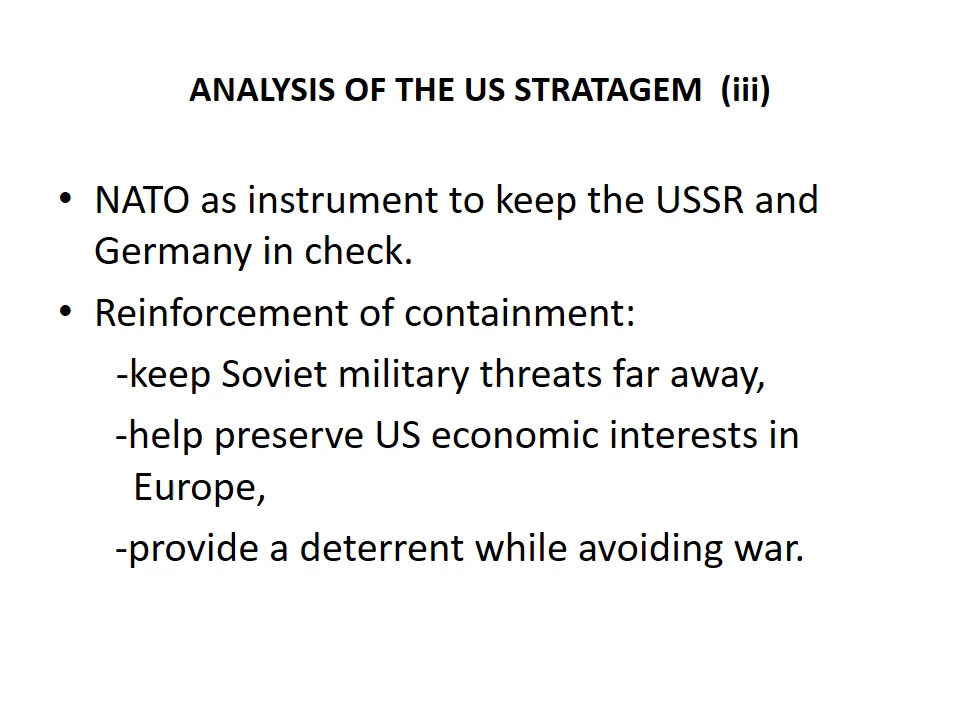 ANALYSIS OF THE US STRATAGEM (iii)
• NATO as instrument to keep the USSR and
Germany in check.
• Reinforcement of containment:
-keep Soviet military threats far away,
-help preserve US economic interests in
Europe,
-provide a deterrent while avoiding war.